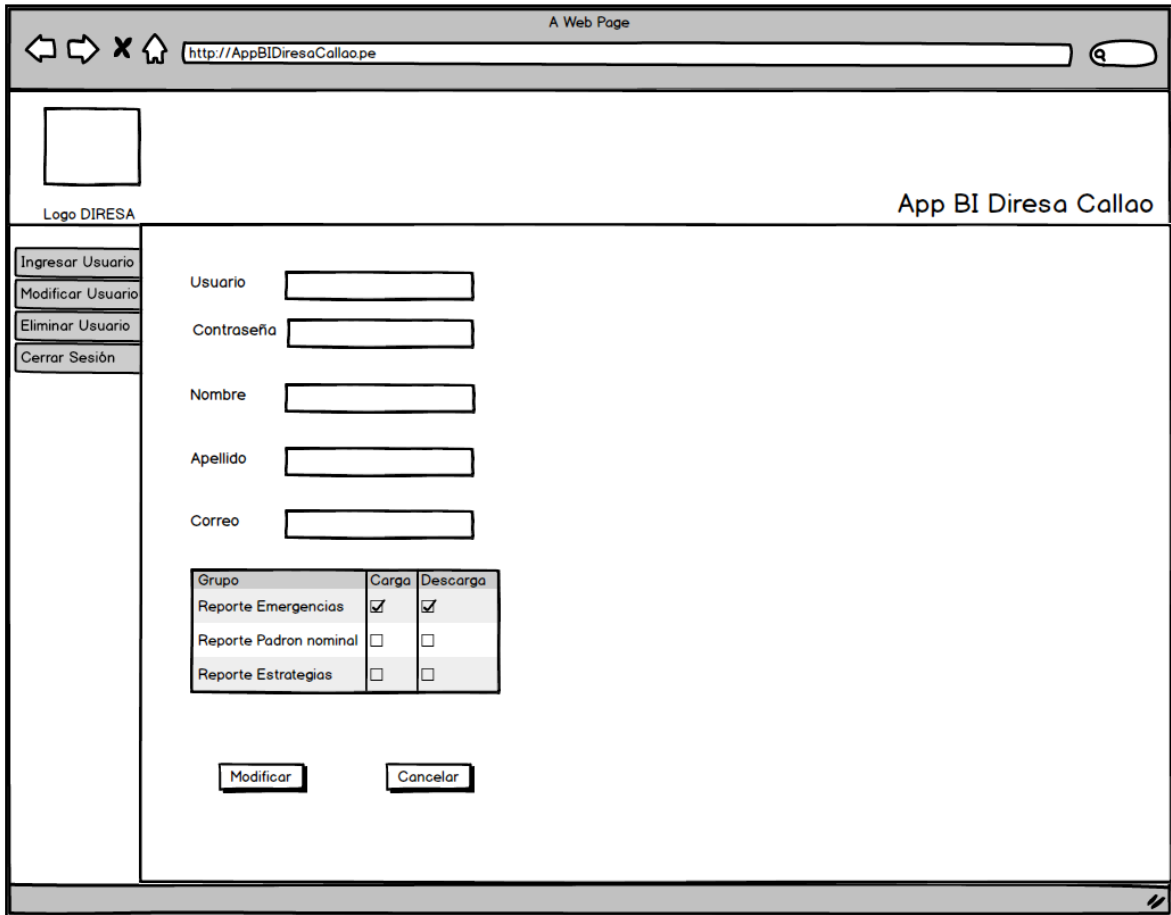 A Web Page
http://AppBIDiresaCallao.pe
Logo DIRESA
App BI Diresa Callao
Ingresar Usuario
Modificar Usuario
Eliminar Usuario
Cerrar Sesión
Usuario
Contraseña
Nombre
Apellido
Correo
Grupo Carga Descarga
Reporte Emergencias
Reporte Padron nominal
Reporte Estrategias
Modificar Cancelar